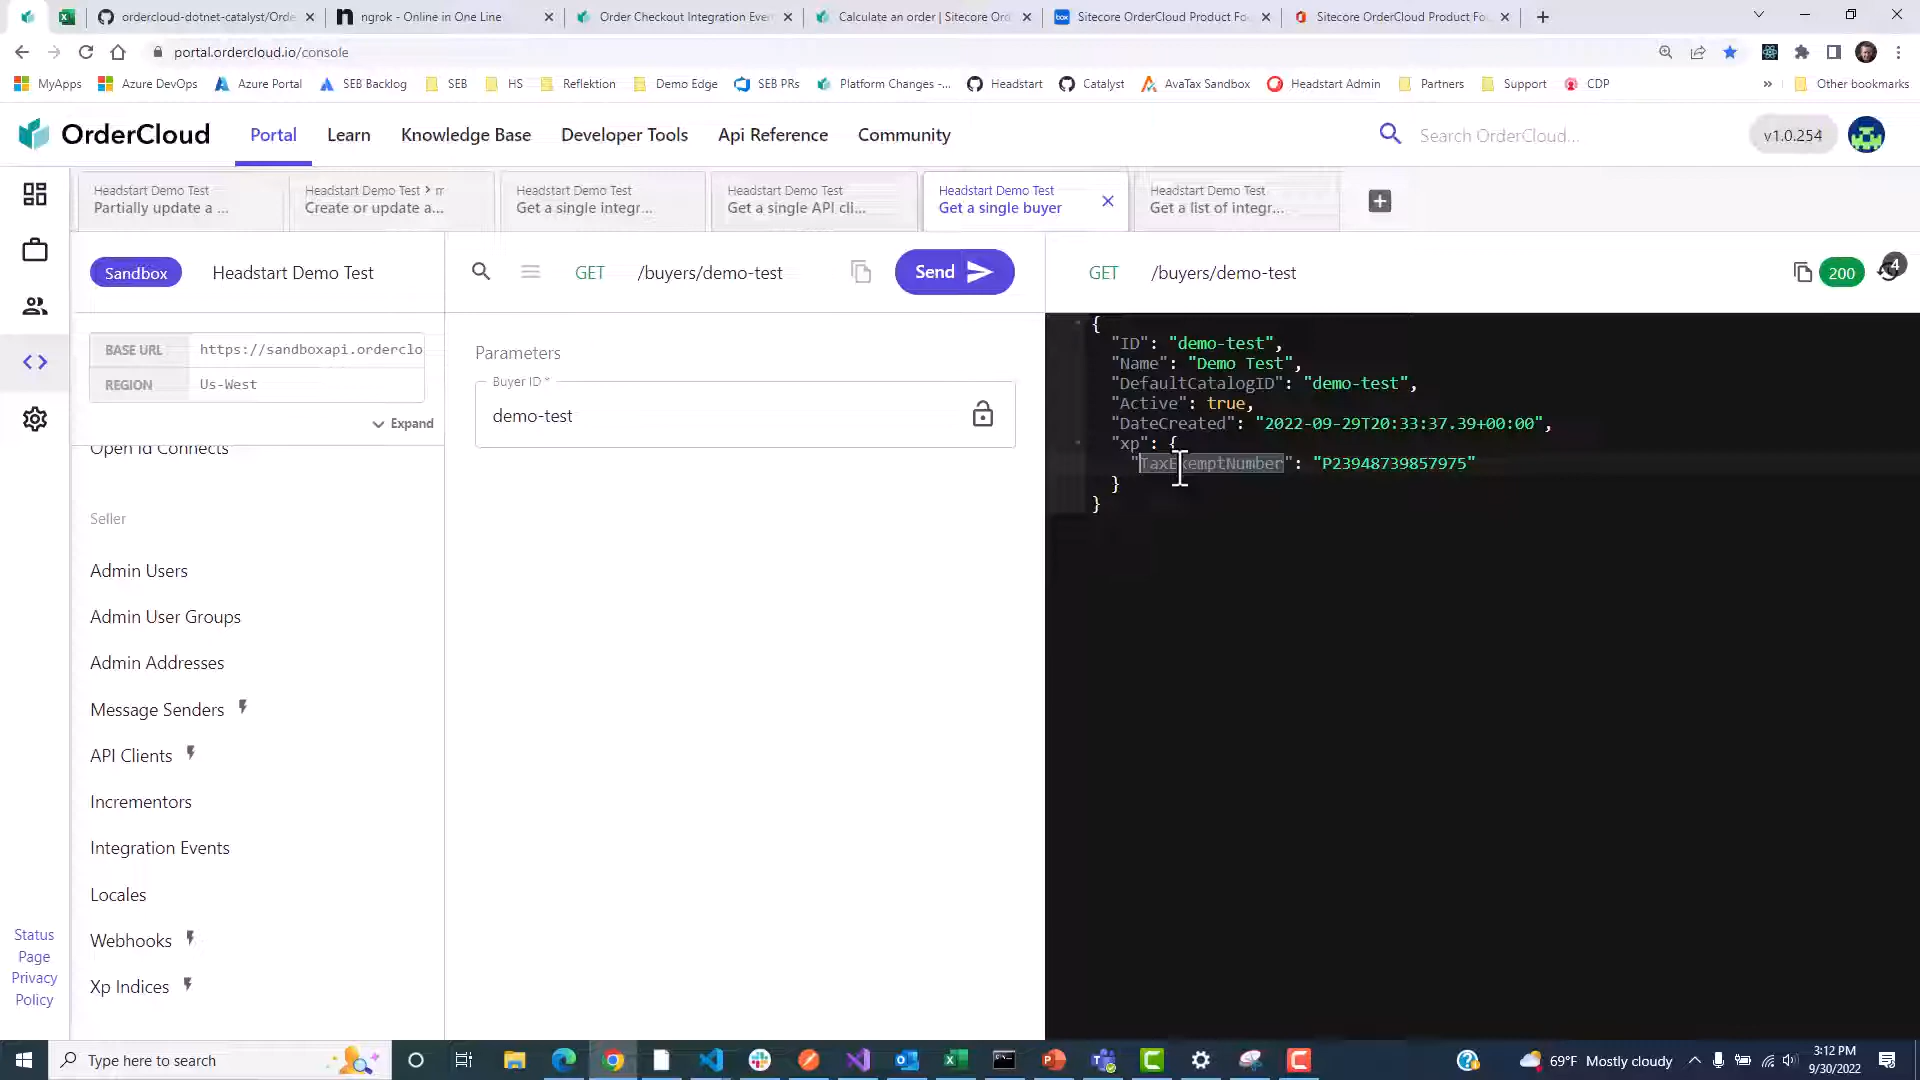 ordercloud-dotnet-catalyst/Orde
ngrok - Online in One Line
Order Checkout Integration Even
Calculate an order | Sitecore Ord
box
Sitecore OrderCloud Product Fo
Sitecore OrderCloud Product Fo
portal.ordercloud.io/console
MyApps
Azure DevOps
Azure Portal
SEB Backlog
SEB
HS
Reflektion
Demo Edge
SEB PRs
Platform Changes -...
Headstart
Catalyst
AvaTax Sandbox
Headstart Admin
Partners
Support
CDP
»
Other bookmarks
OrderCloud
Portal
Learn
Knowledge Base
Developer Tools
Api Reference
Community
Search OrderCloud...
v1.0.254
Headstart Demo Test
Partially update a ...
Headstart Demo Test > m
Create or update a...
Headstart Demo Test
Get a single integr...
Headstart Demo Test
Get a single API cli...
Headstart Demo Test
Get a single buyer
Headstart Demo Test
Get a list of integr...
Sandbox
Headstart Demo Test
BASE URL
https://sandboxapi.orderclo
REGION
Us-West
Expand
Open Id Connects
Seller
Admin Users
Admin User Groups
Admin Addresses
Message Senders
API Clients
Incrementors
Integration Events
Locales
Webhooks
Xp Indices
Status
Page
Privacy
Policy
GET /buyers/demo-test
Send
Parameters
Buyer ID *
demo-test
GET /buyers/demo-test
200
4
{
"ID": "demo-test",
"Name": "Demo Test",
"DefaultCatalogID": "demo-test",
"Active": true,
"DateCreated": "2022-09-29T20:33:37.39+00:00",
"xp": {
"TaxExemptNumber": "P23948739857975"
}
}
Type here to search
69°F Mostly cloudy
3:12 PM
9/30/2022